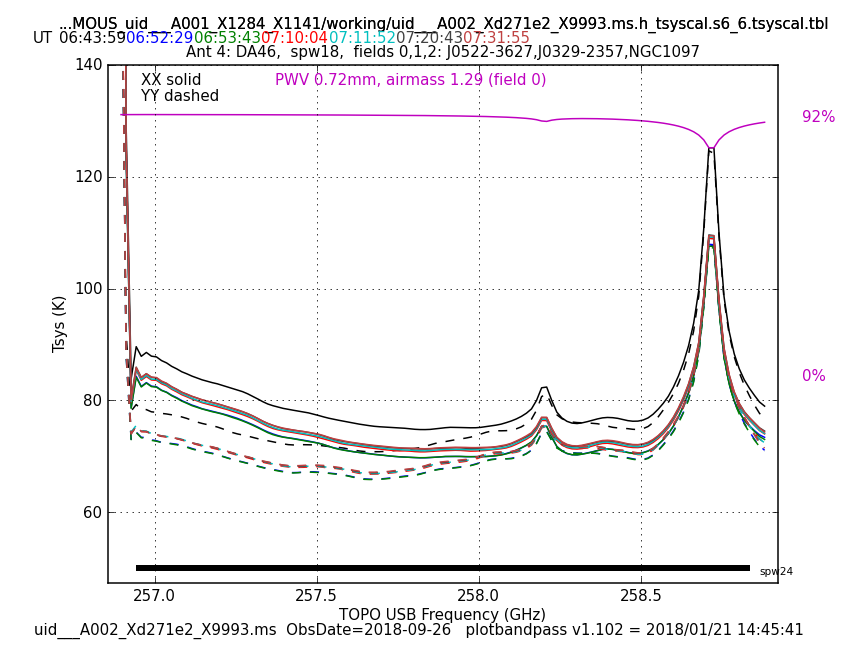 ...MOUS_uid___A001_X1284_X1141/working/uid___A002_Xd271e2_X9993.ms.h_tsyscal.s6_6.tsyscal.tbl
UT 06:43:59 06:52:29 06:53:43 07:10:04 07:11:52 07:20:43 07:31:55
Ant 4: DA46,  spw18,  fields 0,1,2: J0522-3627,J0329-2357,NGC1097
140
XX solid
PWV 0.72mm, airmass 1.29 (field 0)
YY dashed
92%
120
100
Tsys (K)
0%
80
60
spw24
257.0 257.5 258.0 258.5
TOPO USB Frequency (GHz)
uid___A002_Xd271e2_X9993.ms  ObsDate=2018-09-26   plotbandpass v1.102 = 2018/01/21 14:45:41